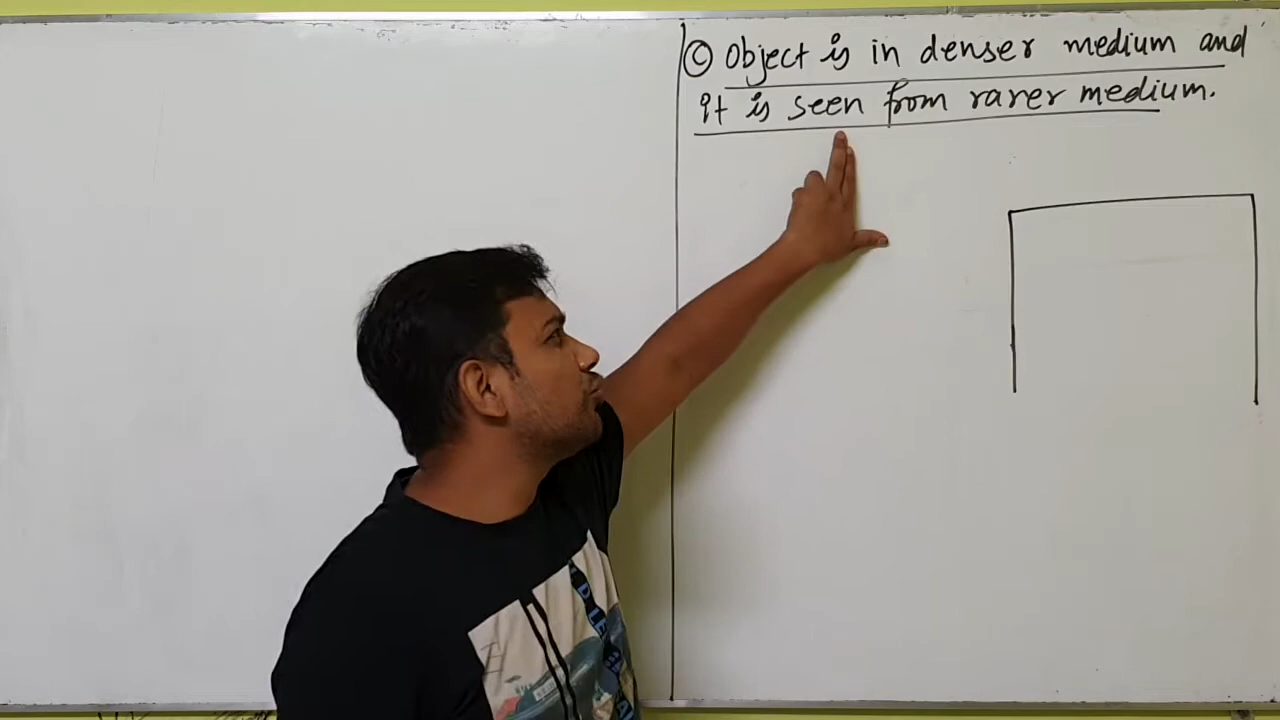 © Object is in denser medium and
it is seen from rarer medium.